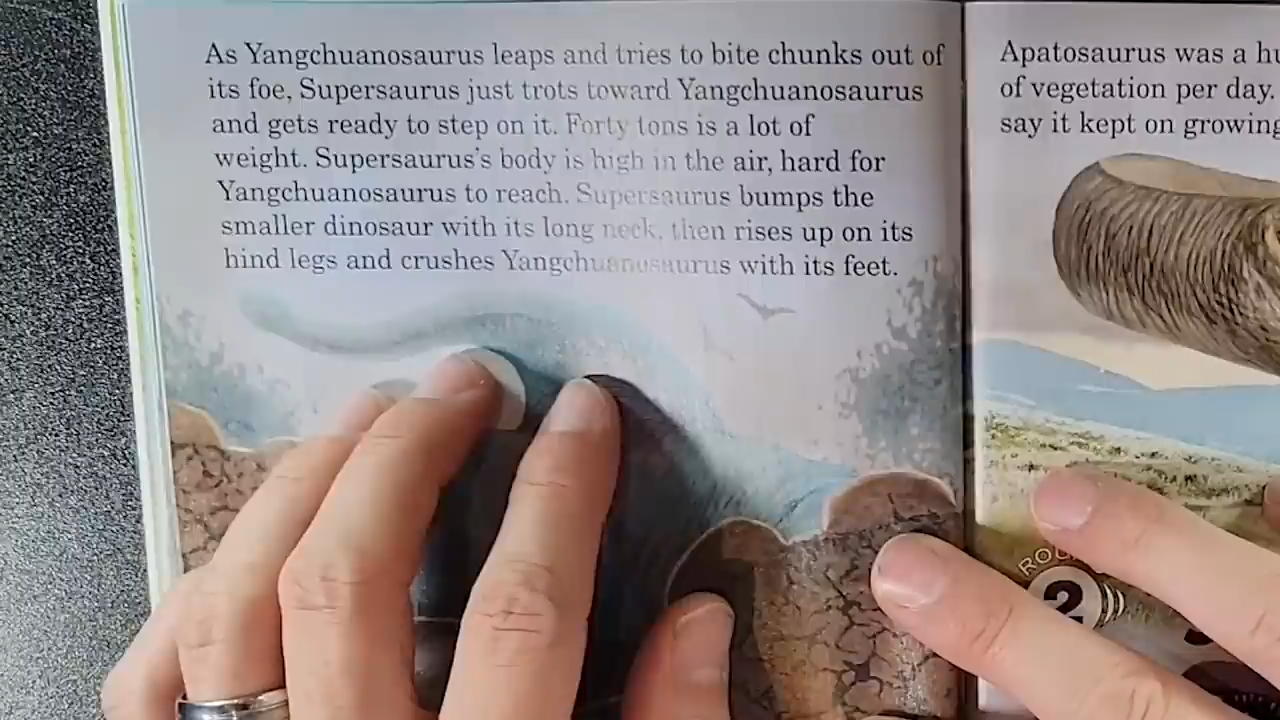 As Yangchuanosaurus leaps and tries to bite chunks out of
its foe, Supersaurus just trots toward Yangchuanosaurus
and gets ready to step on it. Forty tons is a lot of
weight. Supersaurus's body is high in the air, hard for
Yangchuanosaurus to reach. Supersaurus bumps the
smaller dinosaur with its long neck, then rises up on its
hind legs and crushes Yangchuanosaurus with its feet.
Apatosaurus was a
of vegetation per day.
say it kept on growing
2